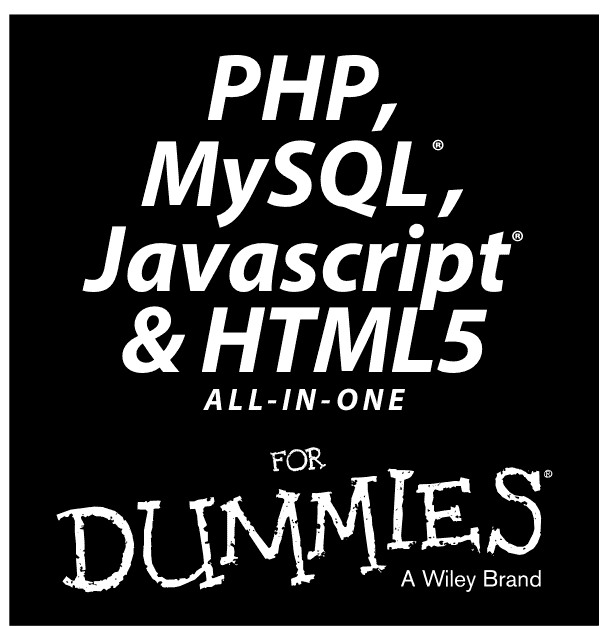 PHP,
MySQL®,
Javascript®
& HTML5
ALL-IN-ONE
FOR
DUMMIES®
A Wiley Brand